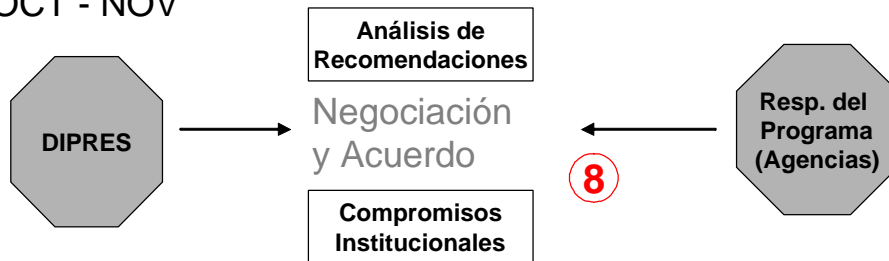 OCT - NOV
Análisis de
Recomendaciones
DIPRES
Negociación
y Acuerdo
8
Resp. del
Programa
(Agencias)
Compromisos
Institucionales